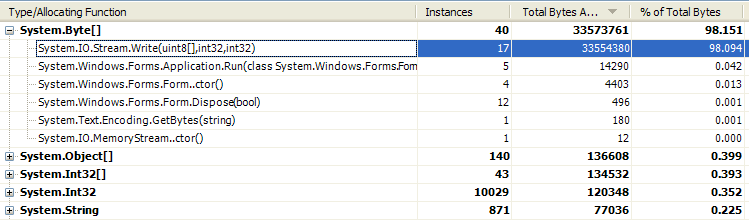 Type/Allocating Function Instances Total Bytes A... % of Total Bytes
System.Byte[] 40 33573761 98.151
System.IO.Stream.Write(uint8[],int32,int32) 17 33554380 98.094
System.Windows.Forms.Application.Run(class System.Windows.Forms.Form 5 14290 0.042
System.Windows.Forms.Form..ctor() 4 4403 0.013
System.Windows.Forms.Form.Dispose(bool) 12 496 0.001
System.Text.Encoding.GetBytes(string) 1 180 0.001
System.IO.MemoryStream..ctor() 1 12 0.000
System.Object[] 140 136608 0.399
System.Int32[] 43 134532 0.393
System.Int32 10029 120348 0.352
System.String 871 77036 0.225